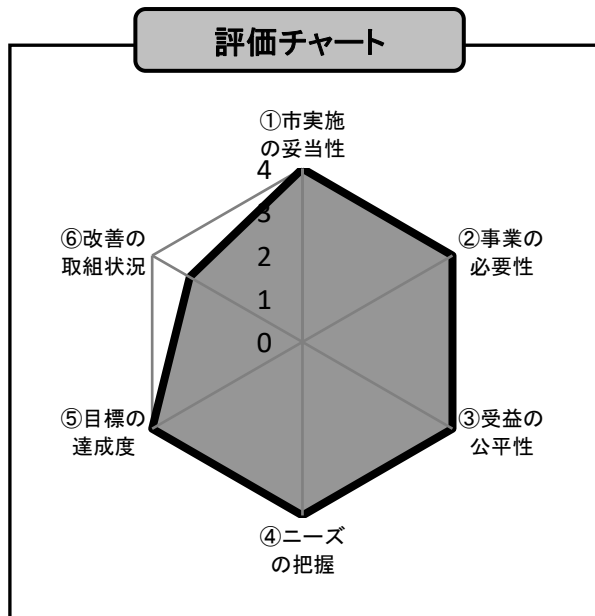 評価チャート
①市実施
の妥当性
4
3
2
1
0
②事業の
必要性
③受益の
公平性
④ニーズ
の把握
⑤目標の
達成度
⑥改善の
取組状況